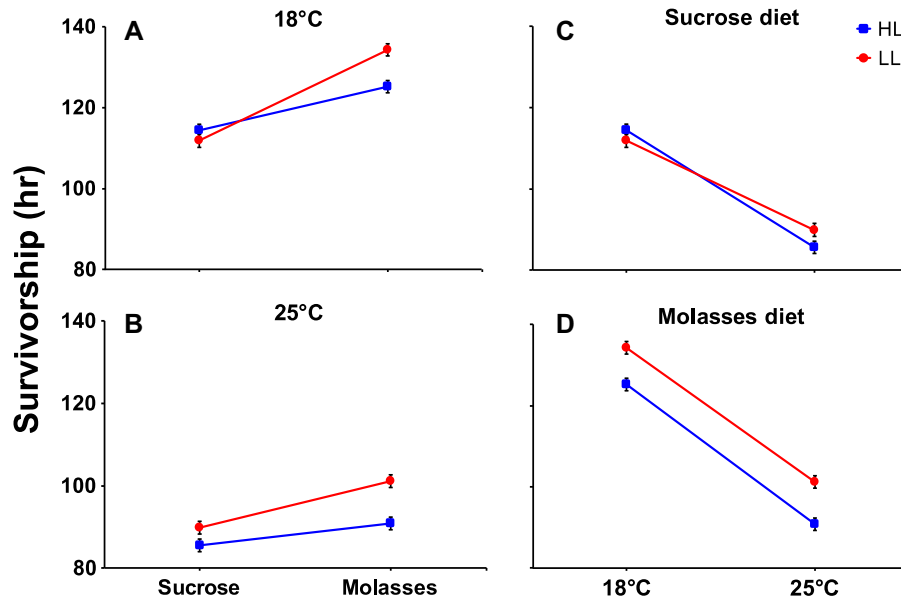 A
18°C
140
120
100
80
C
Sucrose diet
HL
LL
B
25°C
140
120
100
80
Sucrose
Molasses
D
Molasses diet
18°C
25°C
Survivorship (hr)